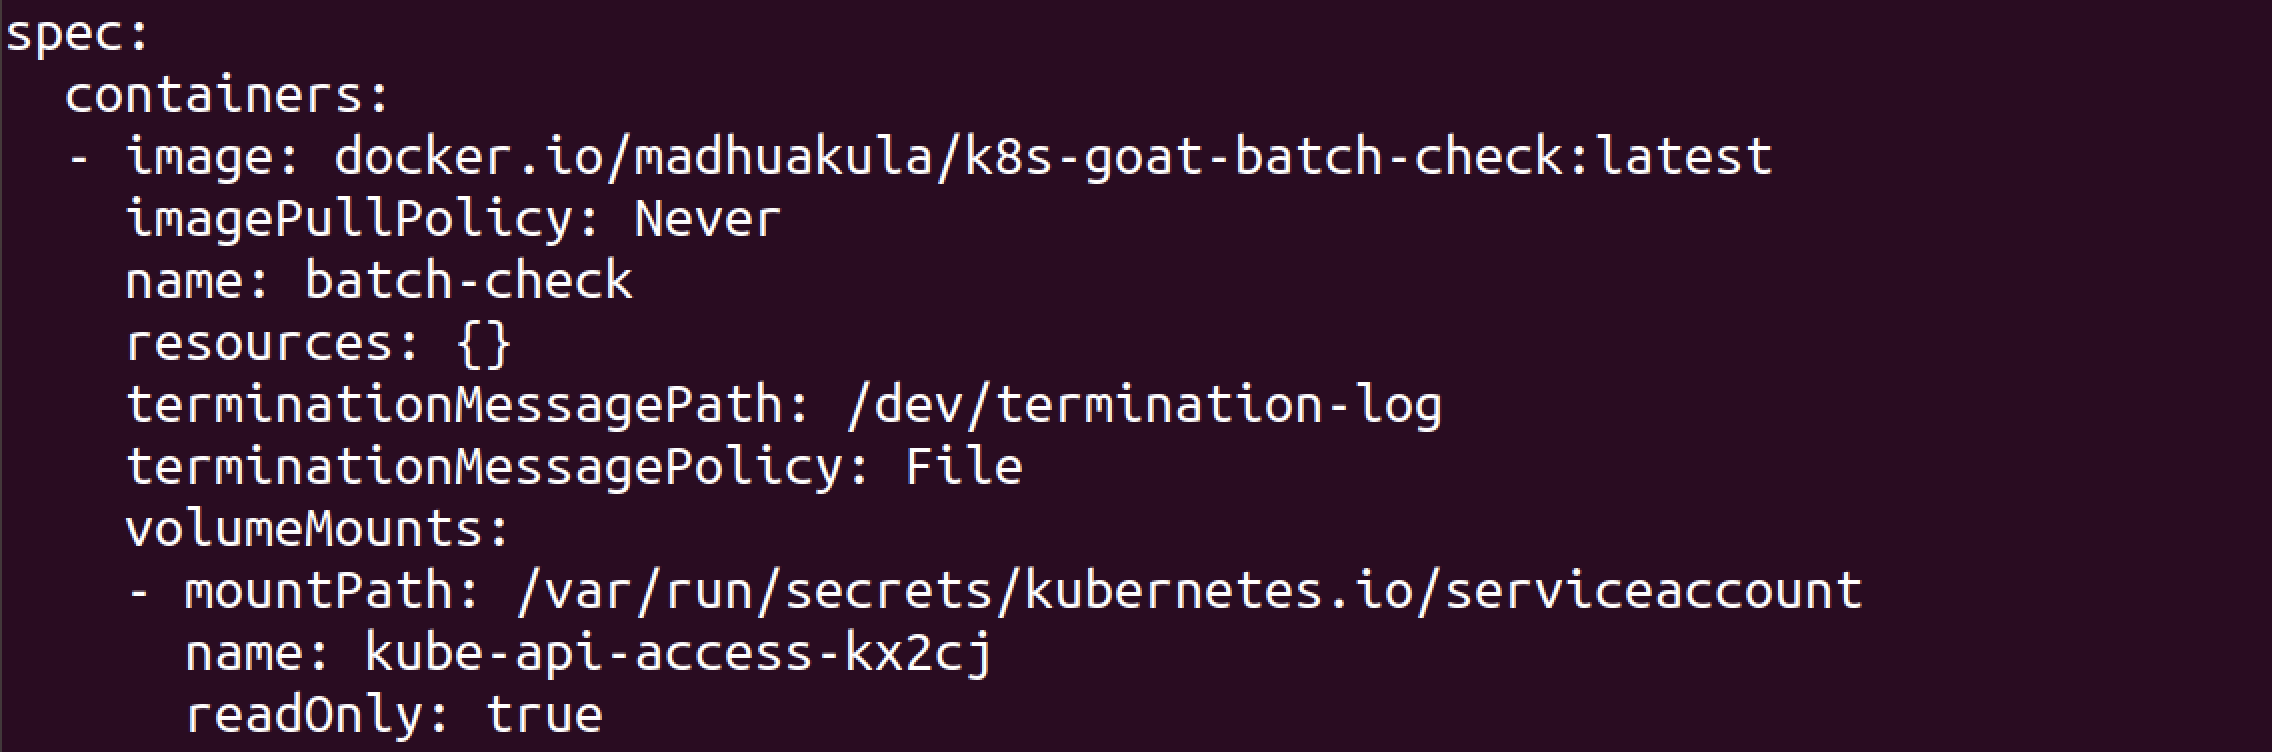 spec:
  containers:
  - image: docker.io/madhuakula/k8s-goat-batch-check:latest
    imagePullPolicy: Never
    name: batch-check
    resources: {}
    terminationMessagePath: /dev/termination-log
    terminationMessagePolicy: File
    volumeMounts:
    - mountPath: /var/run/secrets/kubernetes.io/serviceaccount
      name: kube-api-access-kx2cj
      readOnly: true